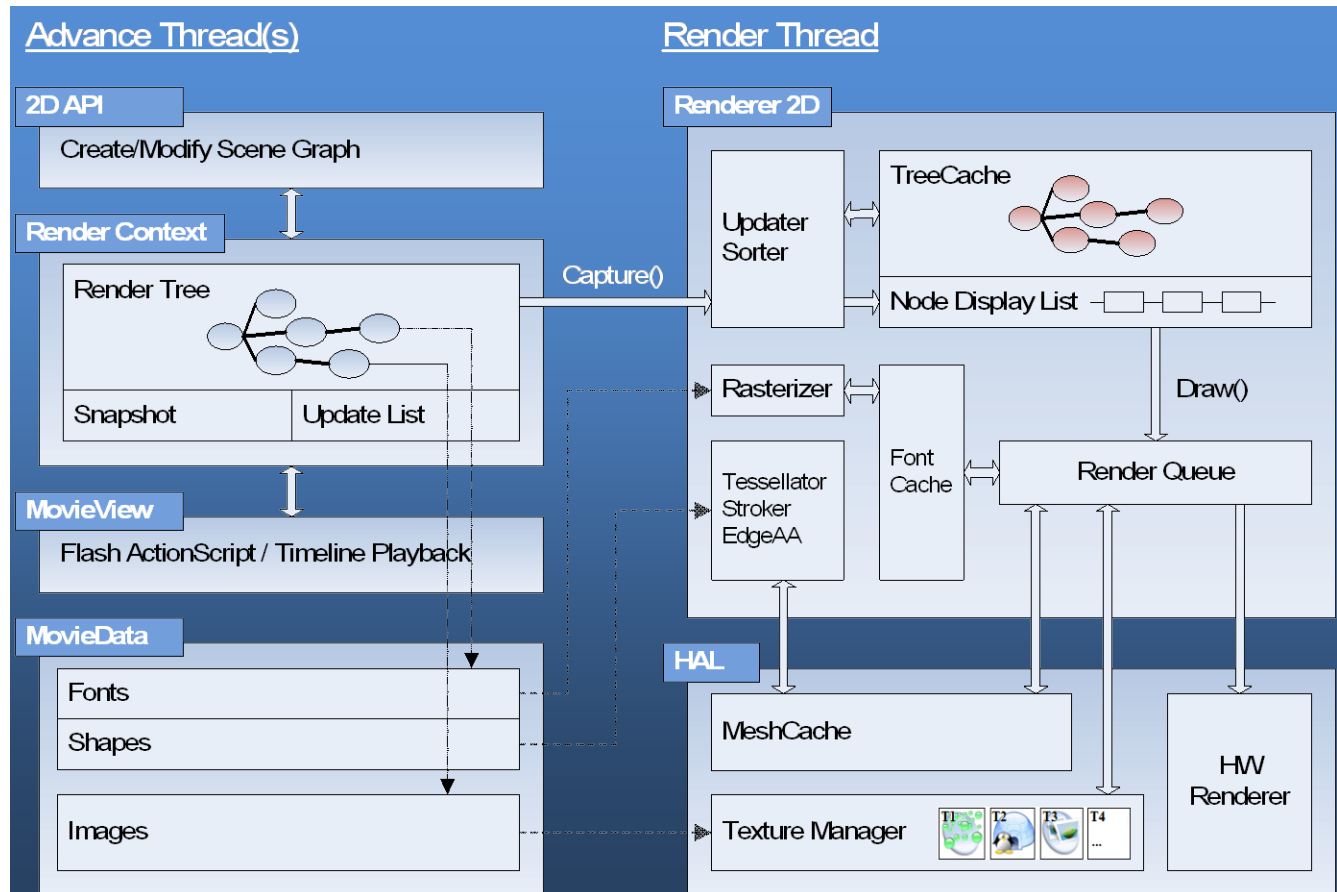 Advance Thread(s)
2D API
Create/Modify Scene Graph
Render Context
Render Tree
Snapshot
Update List
MovieView
Flash ActionScript / Timeline Playback
MovieData
Fonts
Shapes
Images
Capture()
Render Thread
Renderer 2D
Updater
Sorter
TreeCache
Node Display List
Draw()
Rasterizer
Tessellator
Stroker
EdgeAA
Font
Cache
Render Queue
HAL
MeshCache
Texture Manager
T1
T2
T3
T4
...
HW
Renderer